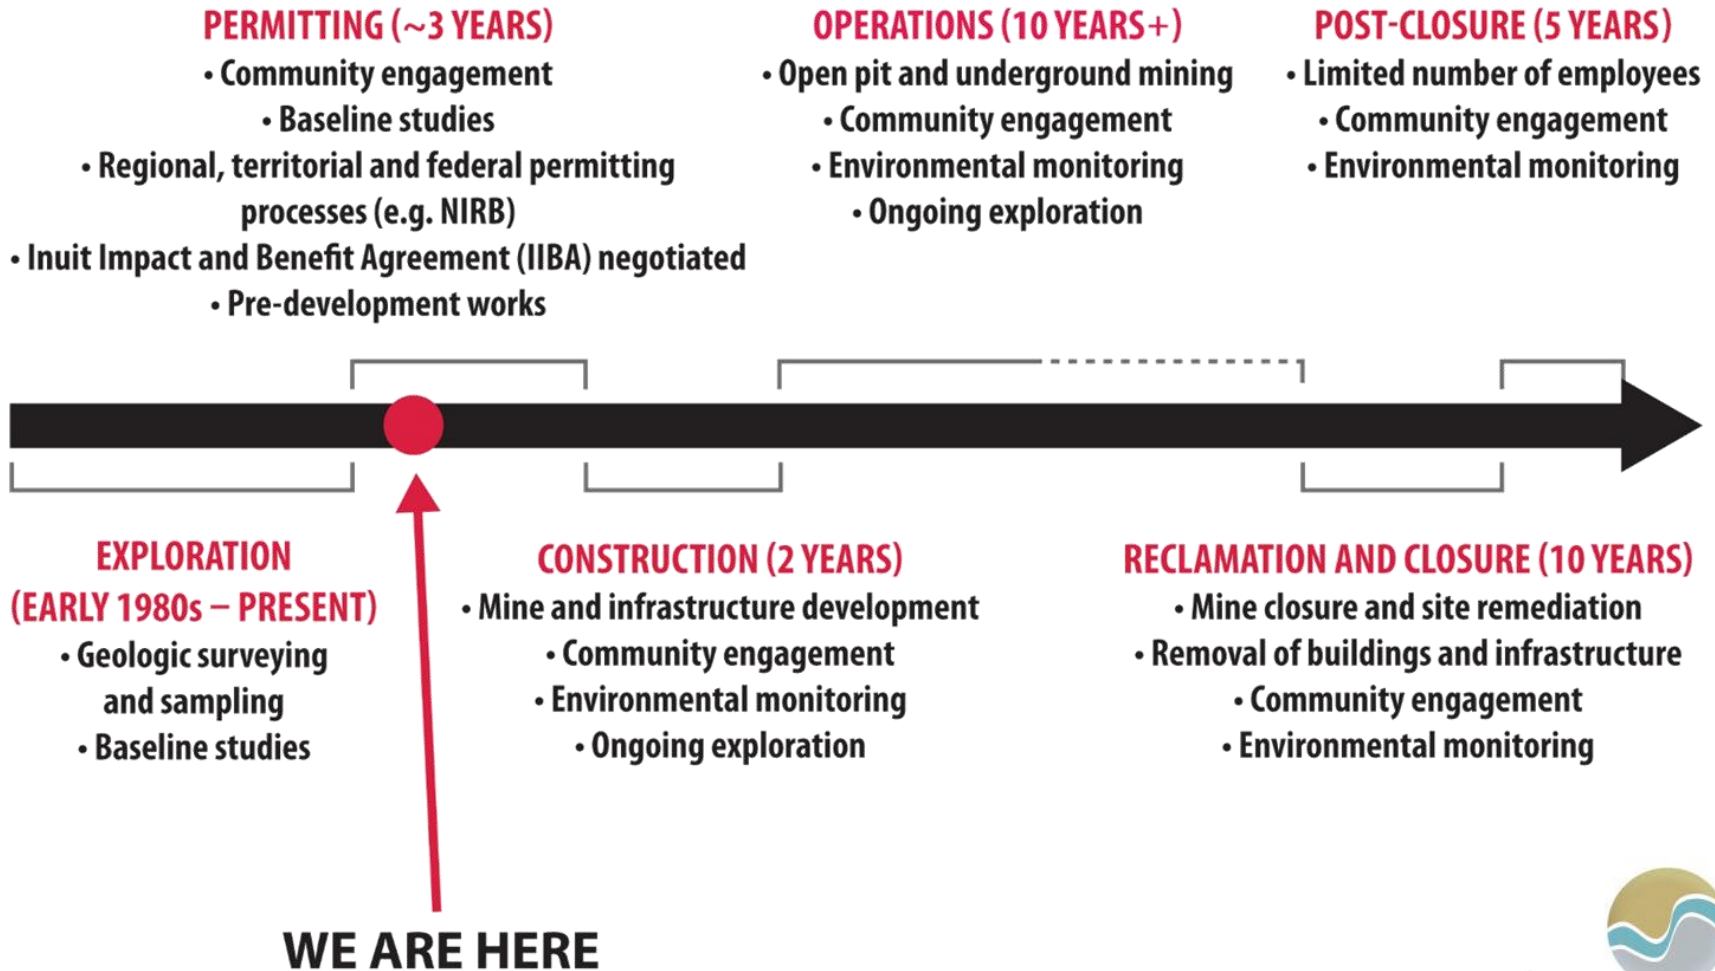 PERMITTING (~3 YEARS)
• Community engagement
• Baseline studies
• Regional, territorial and federal permitting
processes (e.g. NIRB)
• Inuit Impact and Benefit Agreement (IIBA) negotiated
• Pre-development works
OPERATIONS (10 YEARS+)
• Open pit and underground mining
• Community engagement
• Environmental monitoring
• Ongoing exploration
POST-CLOSURE (5 YEARS)
• Limited number of employees
• Community engagement
• Environmental monitoring
EXPLORATION
(EARLY 1980s – PRESENT)
• Geologic surveying
and sampling
• Baseline studies
CONSTRUCTION (2 YEARS)
• Mine and infrastructure development
• Community engagement
• Environmental monitoring
• Ongoing exploration
RECLAMATION AND CLOSURE (10 YEARS)
• Mine closure and site remediation
• Removal of buildings and infrastructure
• Community engagement
• Environmental monitoring
WE ARE HERE